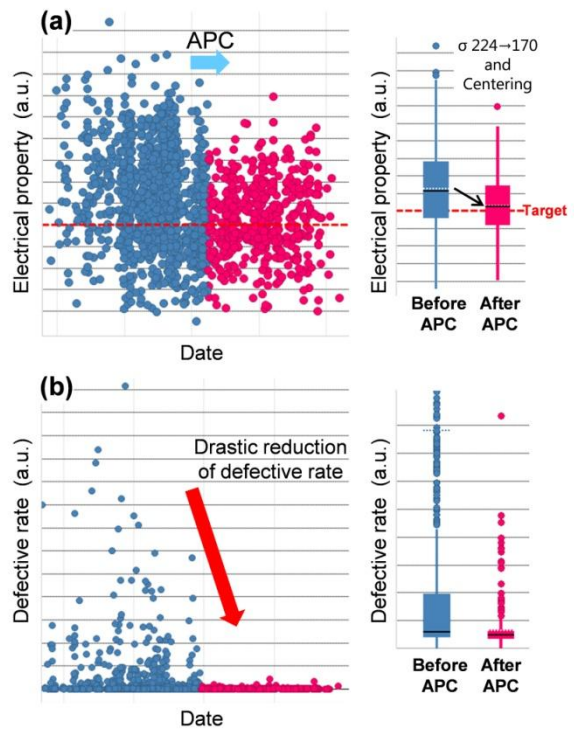 (a)
APC
Electrical property (a.u.)
Date
σ 224→170
and
Centering
Target
Before
APC
After
APC
(b)
Drastic reduction
of defective rate
Defective rate (a.u.)
Date
Defective rate (a.u.)
Before
APC
After
APC
Electrical property (a.u.)